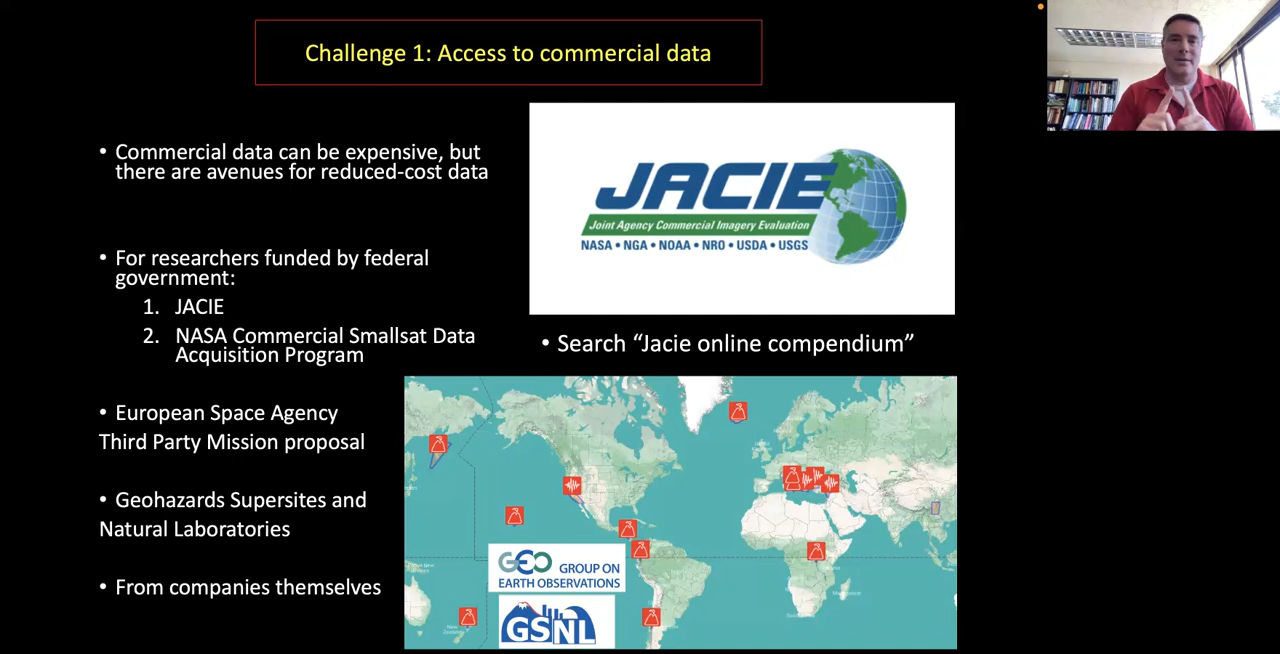 Challenge 1: Access to commercial data
• Commercial data can be expensive, but
there are avenues for reduced-cost data
• For researchers funded by federal
government:
1. JACIE
2. NASA Commercial Smallsat Data
Acquisition Program
• European Space Agency
Third Party Mission proposal
• Geohazards Supersites and
Natural Laboratories
• From companies themselves
JACIE
Joint Agency Commercial Imagery Evaluation
NASA • NGA • NOAA • NRO • USDA • USGS
• Search “Jacie online compendium”
GEO GROUP ON
EARTH OBSERVATIONS
GSNL
New
Zealand